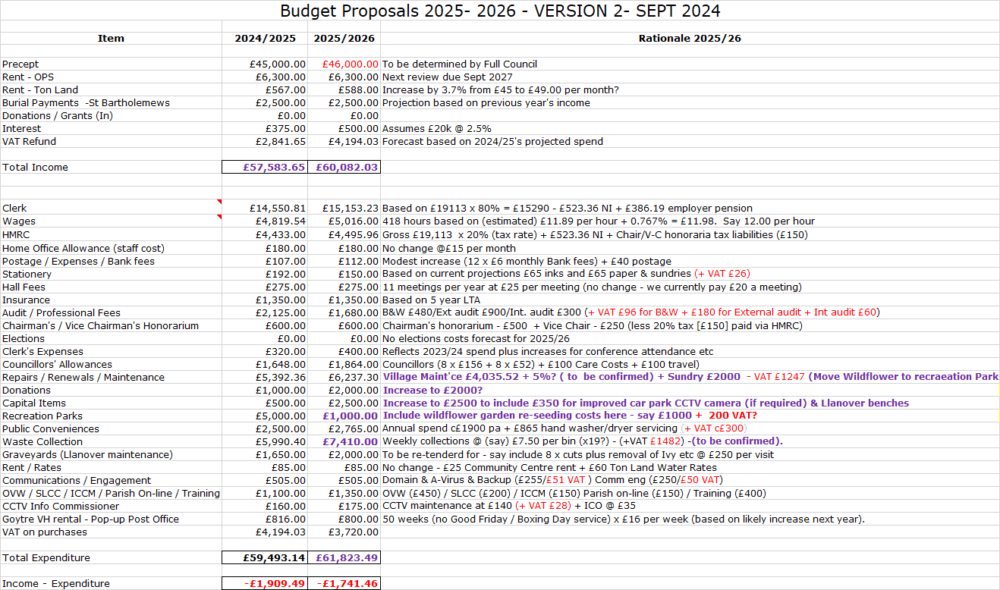 Budget Proposals 2025- 2026 - VERSION 2- SEPT 2024
Item 2024/2025 2025/2026 Rationale 2025/26
Precept £45,000.00 £46,000.00 To be determined by Full Council
Rent - OPS £6,300.00 £6,300.00 Next review due Sept 2027
Rent - Ton Land £567.00 £588.00 Increase by 3.7% from £45 to £49.00 per month?
Burial Payments -St Bartholemews £2,500.00 £2,500.00 Projection based on previous year's income
Donations / Grants (In) £0.00 £0.00
Interest £375.00 £500.00 Assumes £20k @ 2.5%
VAT Refund £2,841.65 £4,194.03 Forecast based on 2024/25's projected spend
Total Income £57,583.65 £60,082.03
Clerk £14,550.81 £15,153.23 Based on £19113 x 80% = £15290 - £523.36 NI + £386.19 employer pension
Wages £4,819.54 £5,016.00 418 hours based on (estimated) £11.89 per hour + 0.767% = £11.98. Say 12.00 per hour
HMRC £4,433.00 £4,495.96 Gross £19,113 x 20% (tax rate) + £523.36 NI + Chair/V-C honoraria tax liabilities (£150)
Home Office Allowance (staff cost) £180.00 £180.00 No change @£15 per month
Postage / Expenses / Bank fees £107.00 £112.00 Modest increase (12 x £6 monthly Bank fees) + £40 postage
Stationery £192.00 £150.00 Based on current projections £65 inks and £65 paper & sundries (+ VAT £26)
Hall Fees £275.00 £275.00 11 meetings per year at £25 per meeting (no change - we currently pay £20 a meeting)
Insurance £1,350.00 £1,350.00 Based on 5 year LTA
Audit / Professional Fees £2,125.00 £1,680.00 B&W £480/Ext audit £900/Int. audit £300 (+ VAT £96 for B&W + £180 for External audit + Int audit £60)
Chairman's / Vice Chairman's Honorarium £600.00 £600.00 Chairman's honorarium - £500 + Vice Chair - £250 (less 20% tax [£150] paid via HMRC)
Elections £0.00 £0.00 No elections costs forecast for 2025/26
Clerk's Expenses £320.00 £400.00 Reflects 2023/24 spend plus increases for conference attendance etc
Councillors' Allowances £1,648.00 £1,864.00 Councillors (8 x £156 + 8 x £52) + £100 Care Costs + £100 travel)
Repairs / Renewals / Maintenance £5,392.36 £6,237.30 Village Maint'ce £4,035.52 + 5%? ( to be confirmed) + Sundry £2000 - VAT £1247 (Move Wildflower to recraeation Park
Donations £1,000.00 £2,000.00 Increase to £2000?
Capital Items £500.00 £2,500.00 Increase to £2500 to include £350 for improved car park CCTV camera (if required) & Llanover benches
Recreation Parks £5,000.00 £1,000.00 Include wildflower garden re-seeding costs here - say £1000 + 200 VAT?
Public Conveniences £2,500.00 £2,765.00 Annual spend c£1900 pa + £865 hand washer/dryer servicing (+ VAT c£300)
Waste Collection £5,990.40 £7,410.00 Weekly collections @ (say) £7.50 per bin (x19?) - (+VAT £1482) -(to be confirmed).
Graveyards (Llanover maintenance) £1,650.00 £2,000.00 To be re-tenderd for - say include 8 x cuts plus removal of Ivy etc @ £250 per visit
Rent / Rates £85.00 £85.00 No change - £25 Community Centre rent + £60 Ton Land Water Rates
Communications / Engagement £505.00 £505.00 Domain & A-Virus & Backup (£255/£51 VAT ) Comm eng (£250/£50 VAT)
OVW / SLCC / ICCM / Parish On-line / Training £1,100.00 £1,350.00 OVW (£450) / SLCC (£200) / ICCM (£150) Parish on-line (£150) / Training (£400)
CCTV Info Commissioner £160.00 £175.00 CCTV maintenance at £140 (+ VAT £28) + ICO @ £35
Goytre VH rental - Pop-up Post Office £816.00 £800.00 50 weeks (no Good Friday / Boxing Day service) x £16 per week (based on likely increase next year).
VAT on purchases £4,194.03 £3,720.00
Total Expenditure £59,493.14 £61,823.49
Income - Expenditure -£1,909.49 -£1,741.46